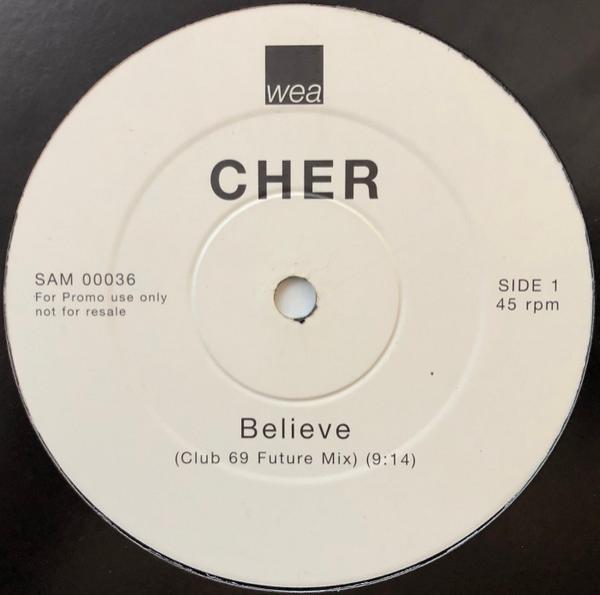 wea
CHER
SAM 00036
For Promo use only
not for resale
SIDE 1
45 rpm
Believe
(Club 69 Future Mix) (9:14)